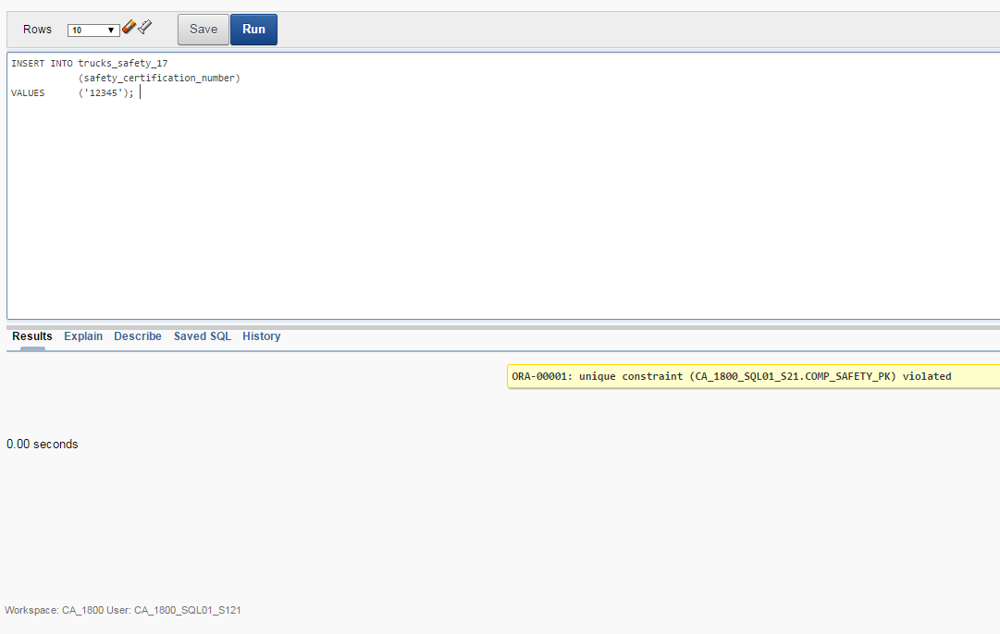 Rows 10 Save Run
INSERT INTO trucks_safety_17
(safety_certification_number)
VALUES ('12345');
Results Explain Describe Saved SQL History
ORA-00001: unique constraint (CA_1800_SQL01_S21.COMP_SAFETY_PK) violated
0.00 seconds
Workspace: CA_1800 User: CA_1800_SQL01_S121